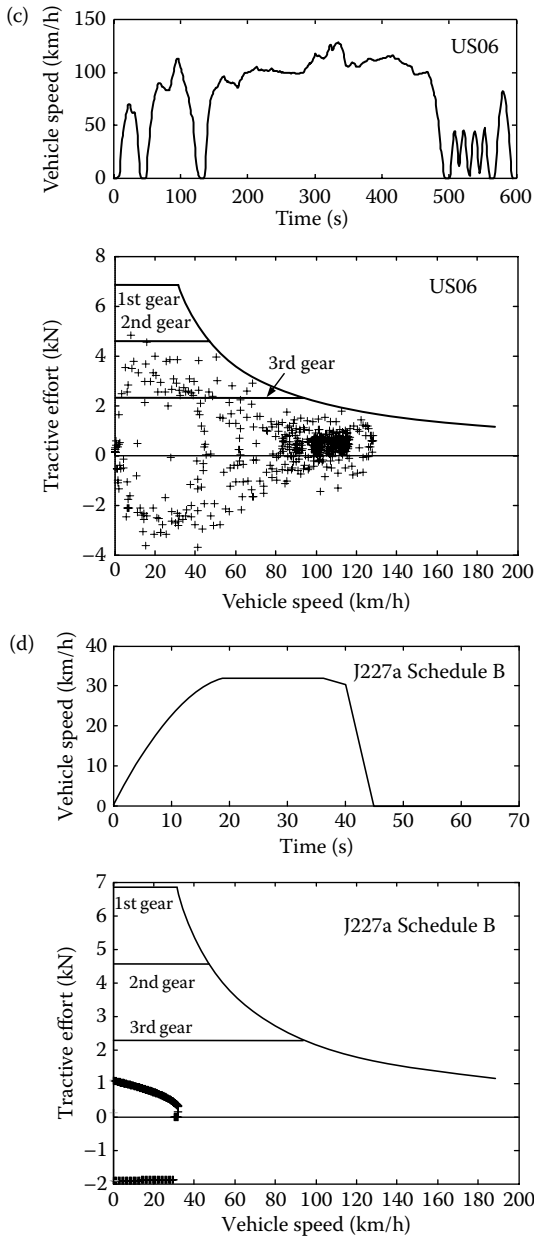 (c)
Vehicle speed (km/h)
150
100
50
0
US06
0 100 200 300 400 500 600
Time (s)
Tractive effort (kN)
8
6
4
2
0
−2
−4
US06
1st gear
2nd gear
3rd gear
0 20 40 60 80 100 120 140 160 180 200
Vehicle speed (km/h)
(d)
Vehicle speed (km/h)
40
30
20
10
0
J227a Schedule B
0 10 20 30 40 50 60 70
Time (s)
Tractive effort (kN)
7
6
5
4
3
2
1
0
−1
−2
J227a Schedule B
1st gear
2nd gear
3rd gear
0 20 40 60 80 100 120 140 160 180 200
Vehicle speed (km/h)